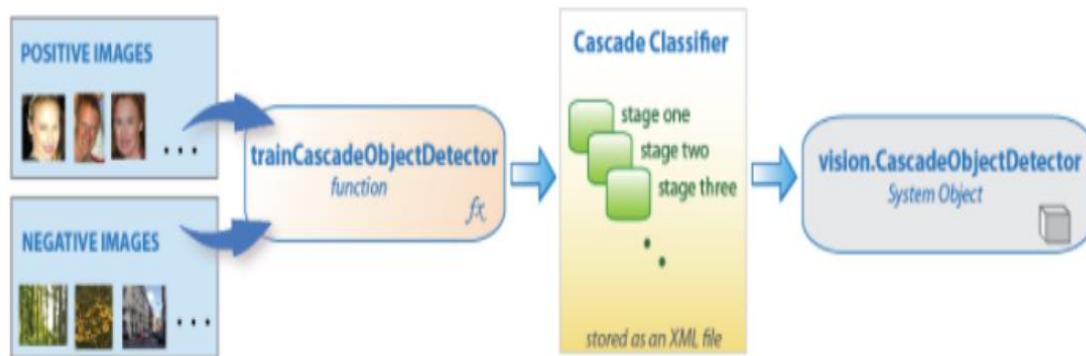 POSITIVE IMAGES
...
NEGATIVE IMAGES
...
trainCascadeObjectDetector
function
fx
Cascade Classifier
stage one
stage two
stage three
stored as an XML file
vision.CascadeObjectDetector
System Object